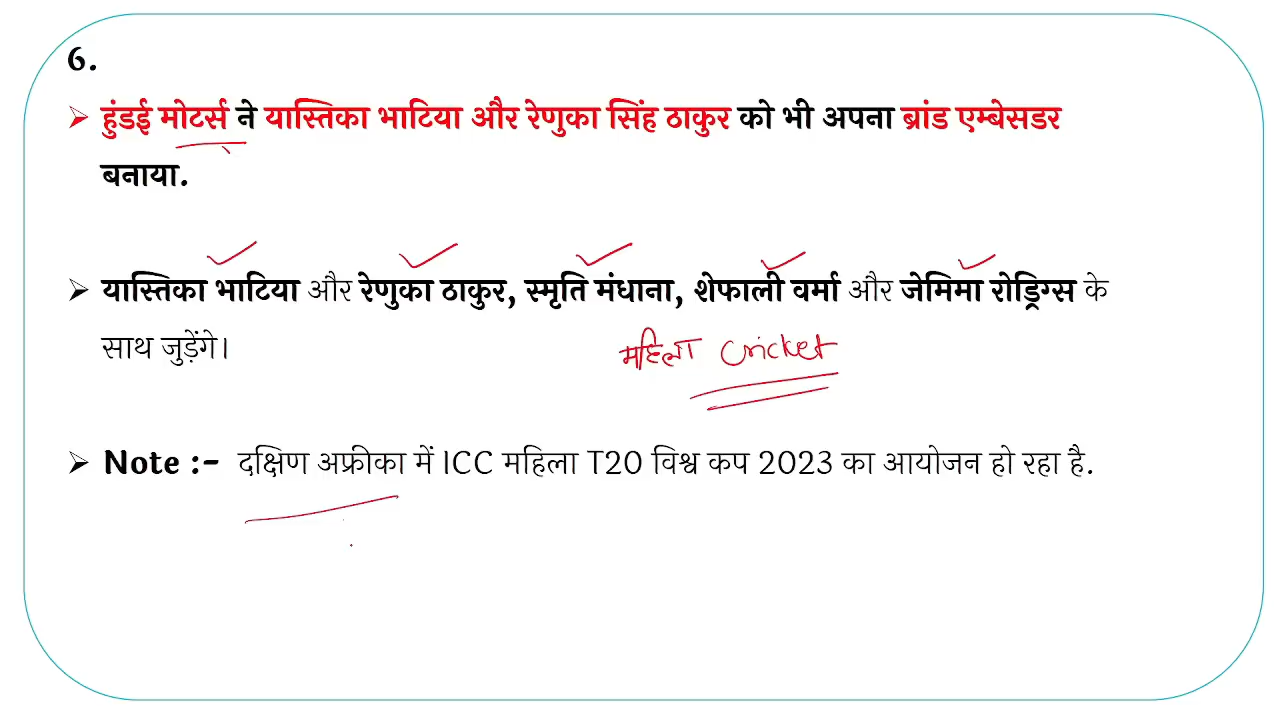 6.
➢ हुंडई मोटर्स ने यास्तिका भाटिया और रेणुका सिंह ठाकुर को भी अपना ब्रांड एम्बेसडर
बनाया.
➢ यास्तिका भाटिया और रेणुका ठाकुर, स्मृति मंधाना, शेफाली वर्मा और जेमिमा रोड्रिग्स के
साथ जुड़ेंगे।
महिला cricket
➢ Note :- दक्षिण अफ्रीका में ICC महिला T20 विश्व कप 2023 का आयोजन हो रहा है.